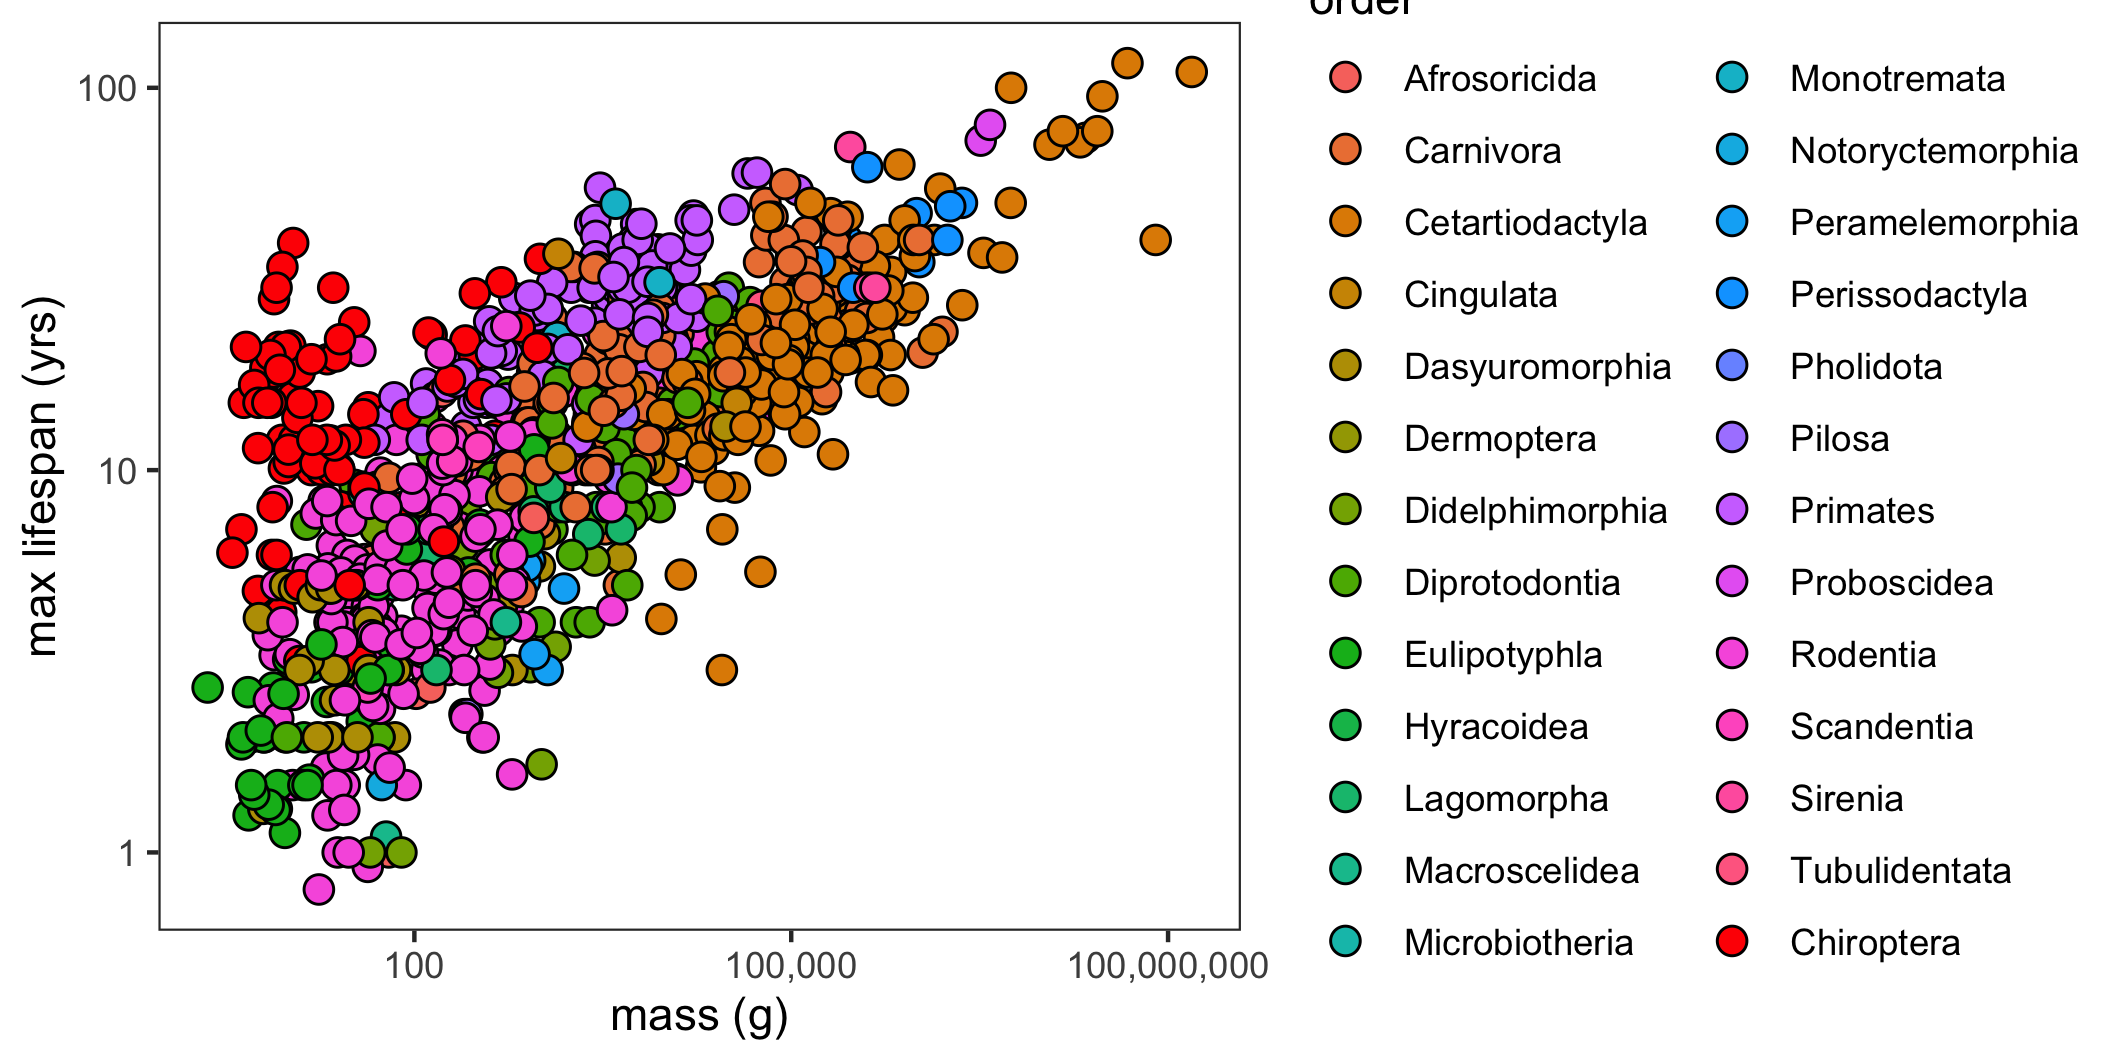 order
100
10
1
max lifespan (yrs)
100
100,000
100,000,000
mass (g)
Afrosoricida
Carnivora
Cetartiodactyla
Cingulata
Dasyuromorphia
Dermoptera
Didelphimorphia
Diprotodontia
Eulipotyphla
Hyracoidea
Lagomorpha
Macroscelidea
Microbiotheria
Monotremata
Notoryctemorphia
Peramelemorphia
Perissodactyla
Pholidota
Pilosa
Primates
Proboscidea
Rodentia
Scandentia
Sirenia
Tubulidentata
Chiroptera